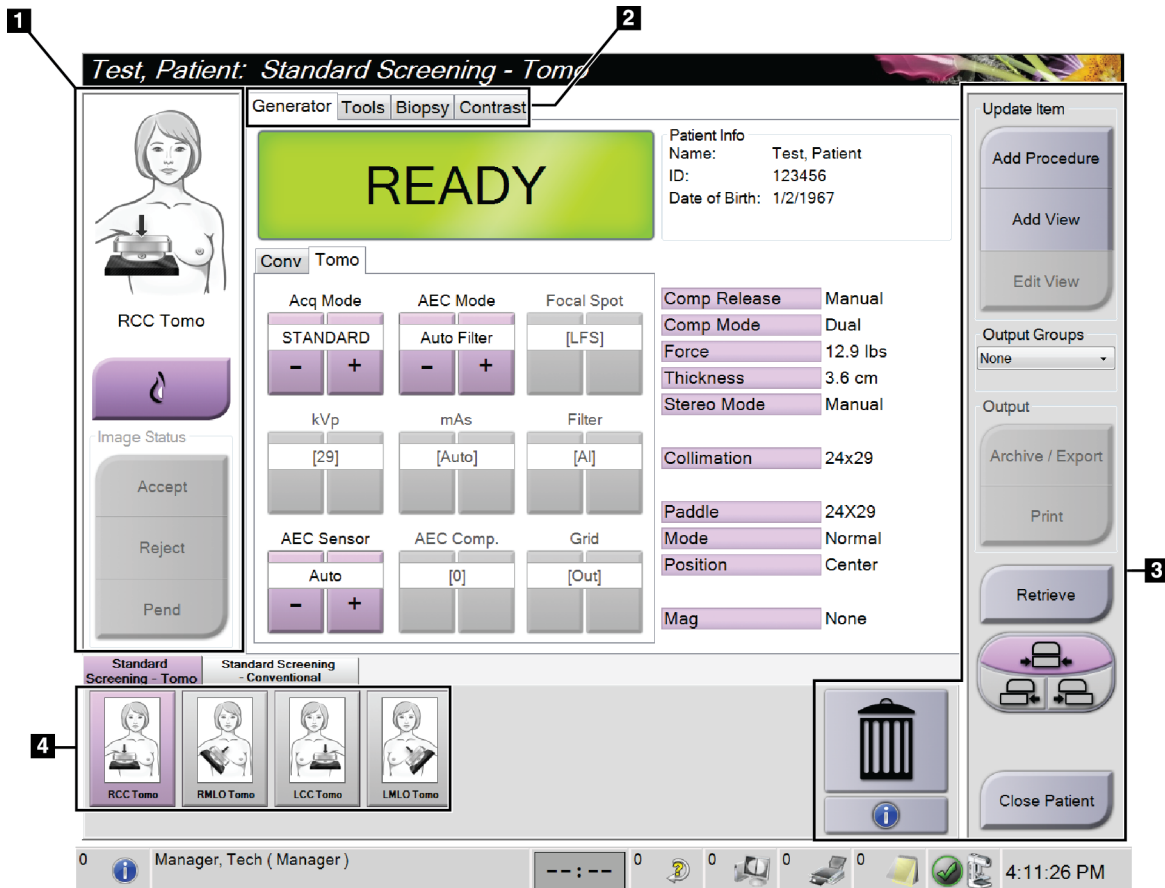 1
2
Test, Patient: Standard Screening - Tomo
Generator Tools Biopsy Contrast
READY
Patient Info
Name: Test, Patient
ID: 123456
Date of Birth: 1/2/1967
RCC Tomo
Image Status
Accept
Reject
Pend
Conv Tomo
Acq Mode AEC Mode Focal Spot
STANDARD Auto Filter [LFS]
- + - +
kVp mAs Filter
[29] [Auto] [Al]
AEC Sensor AEC Comp. Grid
Auto [0] [Out]
- +
Comp Release Manual
Comp Mode Dual
Force 12.9 lbs
Thickness 3.6 cm
Stereo Mode Manual
Collimation 24x29
Paddle 24X29
Mode Normal
Position Center
Mag None
Update Item
Add Procedure
Add View
Edit View
Output Groups
None
Output
Archive / Export
Print
3
Retrieve
Close Patient
Standard
Screening - Tomo
Standard Screening
- Conventional
4
RCC Tomo RMLO Tomo LCC Tomo LMLO Tomo
0 Manager, Tech ( Manager ) --:-- 0 0 0 0 4:11:26 PM